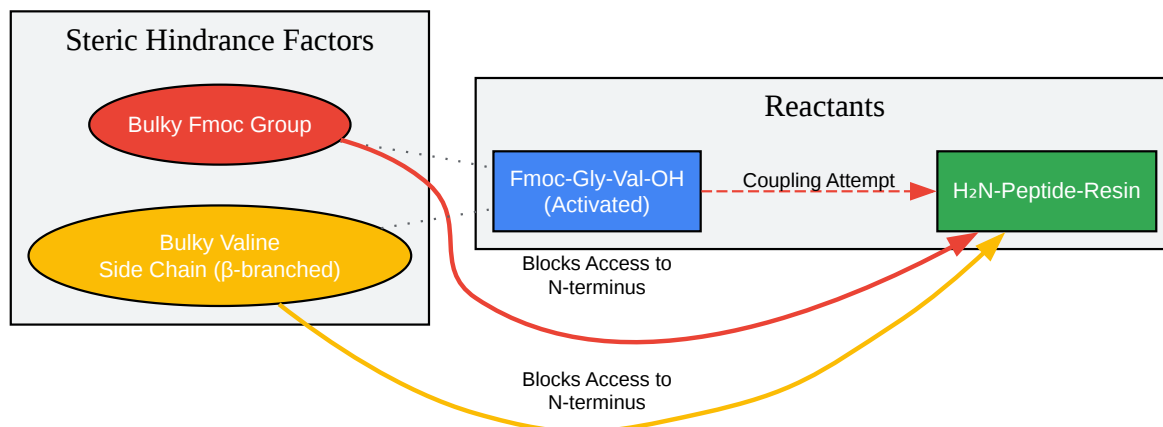 Steric Hindrance Factors
Bulky Fmoc Group
Bulky Valine
Side Chain (β-branched)
Reactants
Fmoc-Gly-Val-OH
(Activated)
Coupling Attempt
H₂N-Peptide-Resin
Blocks Access to
N-terminus
Blocks Access to
N-terminus